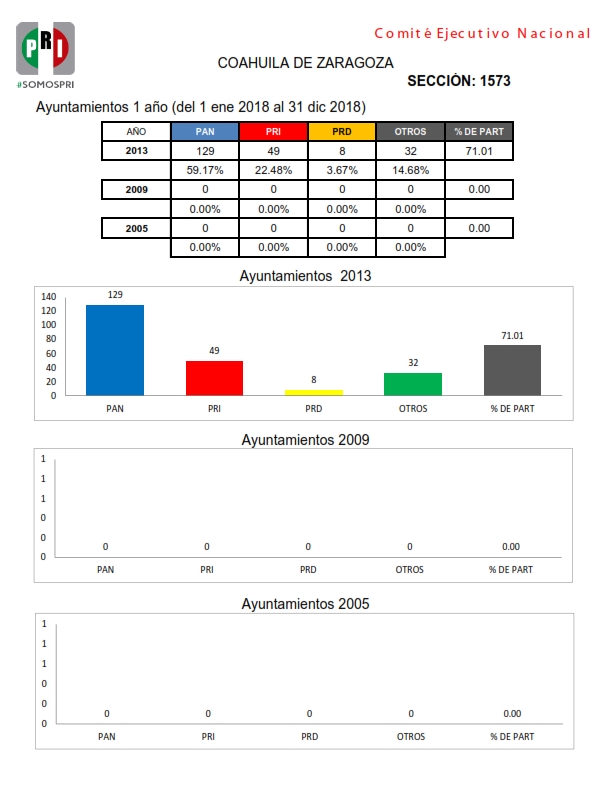 PRI
#SOMOSPRI
Comité Ejecutivo Nacional
COAHUILA DE ZARAGOZA
SECCIÓN: 1573
Ayuntamientos 1 año (del 1 ene 2018 al 31 dic 2018)
AÑO PAN PRI PRD OTROS % DE PART
2013 129 49 8 32 71.01
59.17% 22.48% 3.67% 14.68%
2009 0 0 0 0 0.00
0.00% 0.00% 0.00% 0.00%
2005 0 0 0 0 0.00
0.00% 0.00% 0.00% 0.00%
Ayuntamientos 2013
140
120
100
80
60
40
20
0
129
49
8
32
71.01
PAN PRI PRD OTROS % DE PART
Ayuntamientos 2009
1
1
1
0
0
0
0 0 0 0 0.00
PAN PRI PRD OTROS % DE PART
Ayuntamientos 2005
1
1
1
0
0
0
0 0 0 0 0.00
PAN PRI PRD OTROS % DE PART